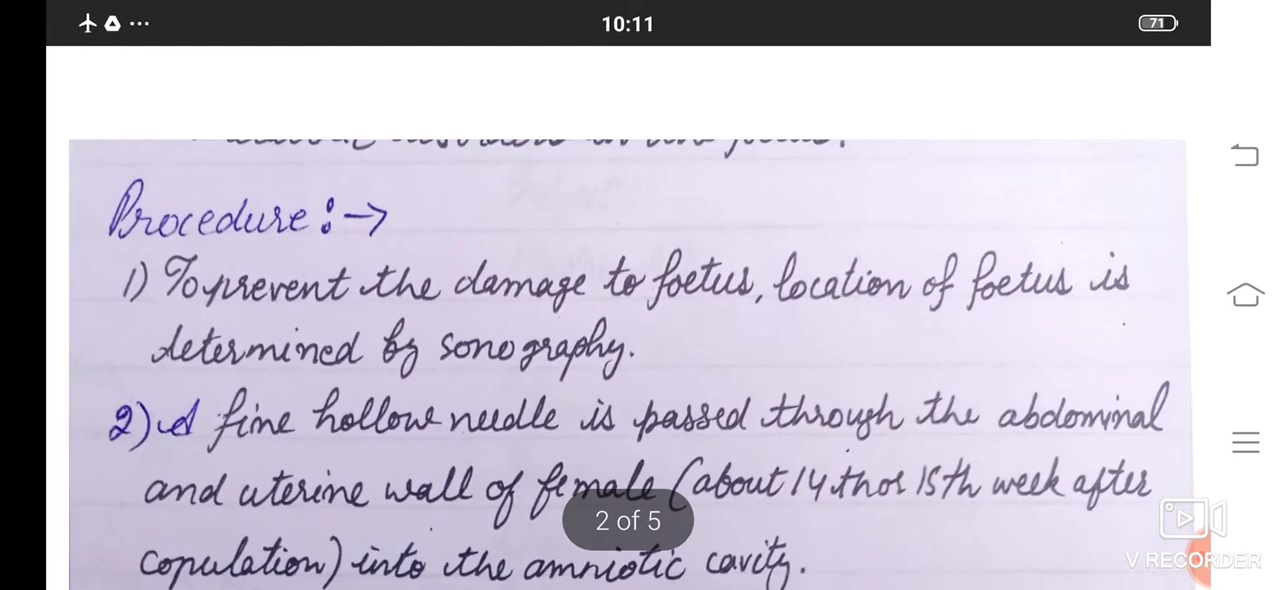 10:11
71
Procedure :→
1) To prevent the damage to foetus, location of foetus is
determined by sonography.
2) A fine hollow needle is passed through the abdominal
and uterine wall of female (about 14th or 15th week after
2 of 5
copulation) into the amniotic cavity.
V RECORDER